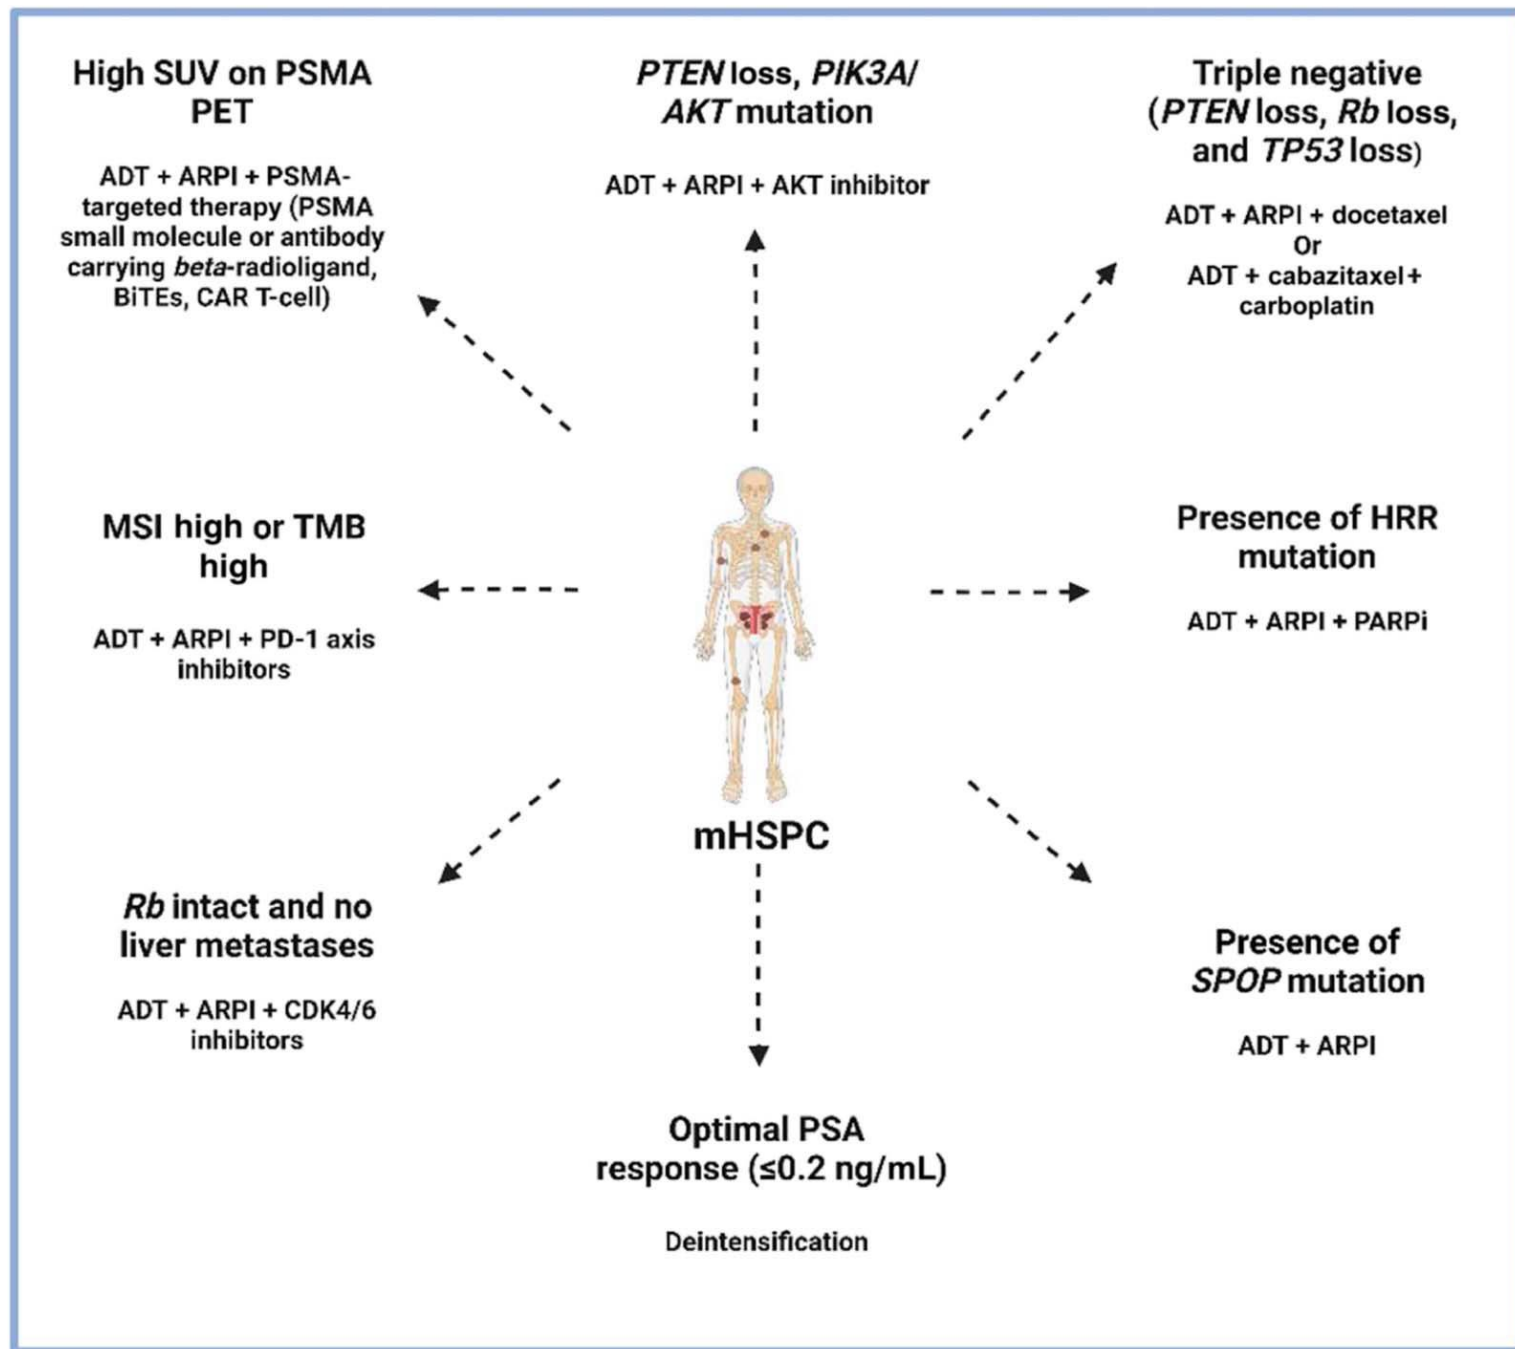 High SUV on PSMA
PET
ADT + ARPI + PSMA-
targeted therapy (PSMA
small molecule or antibody
carrying beta-radioligand,
BiTEs, CAR T-cell)
PTEN loss, PIK3A/
AKT mutation
ADT + ARPI + AKT inhibitor
Triple negative
(PTEN loss, Rb loss,
and TP53 loss)
ADT + ARPI + docetaxel
Or
ADT + cabazitaxel+
carboplatin
MSI high or TMB
high
ADT + ARPI + PD-1 axis
inhibitors
Presence of HRR
mutation
ADT + ARPI + PARPi
mHSPC
Rb intact and no
liver metastases
ADT + ARPI + CDK4/6
inhibitors
Presence of
SPOP mutation
ADT + ARPI
Optimal PSA
response (≤0.2 ng/mL)
Deintensification